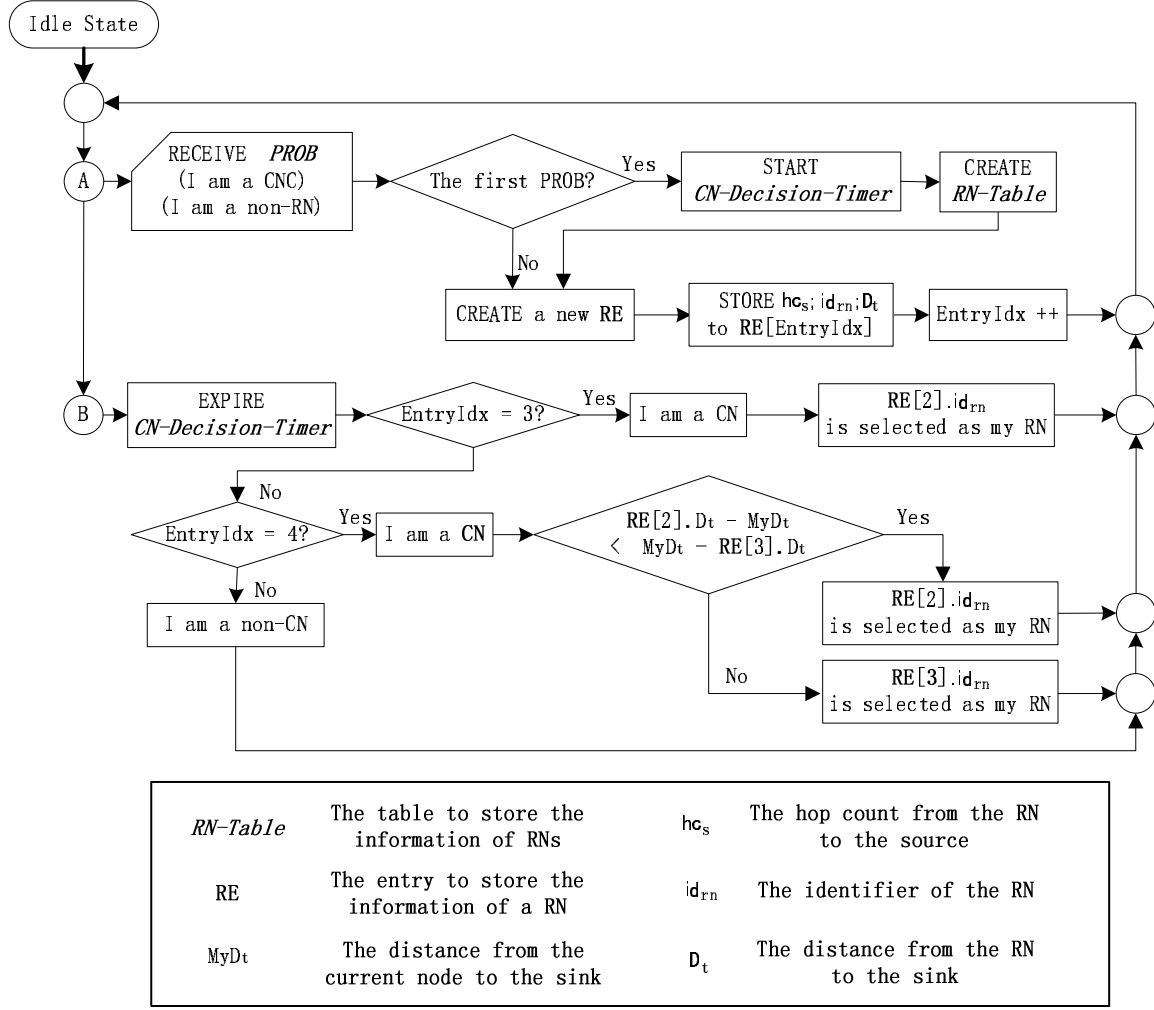 Idle State
A
RECEIVE PROB
(I am a CNC)
(I am a non-RN)
The first PROB?
Yes
START
CN-Decision-Timer
CREATE
RN-Table
No
CREATE a new RE
STORE hcs; idrn; Dt
to RE[EntryIdx]
EntryIdx ++
B
EXPIRE
CN-Decision-Timer
EntryIdx = 3?
Yes
I am a CN
RE[2].idrn
is selected as my RN
No
EntryIdx = 4?
Yes
I am a CN
RE[2].Dt - MyDt
< MyDt - RE[3].Dt
Yes
No
I am a non-CN
RE[2].idrn
is selected as my RN
No
RE[3].idrn
is selected as my RN
RN-Table
The table to store the
information of RNs
hcs
The hop count from the RN
to the source
RE
The entry to store the
information of a RN
idrn
The identifier of the RN
MyDt
The distance from the
current node to the sink
Dt
The distance from the RN
to the sink